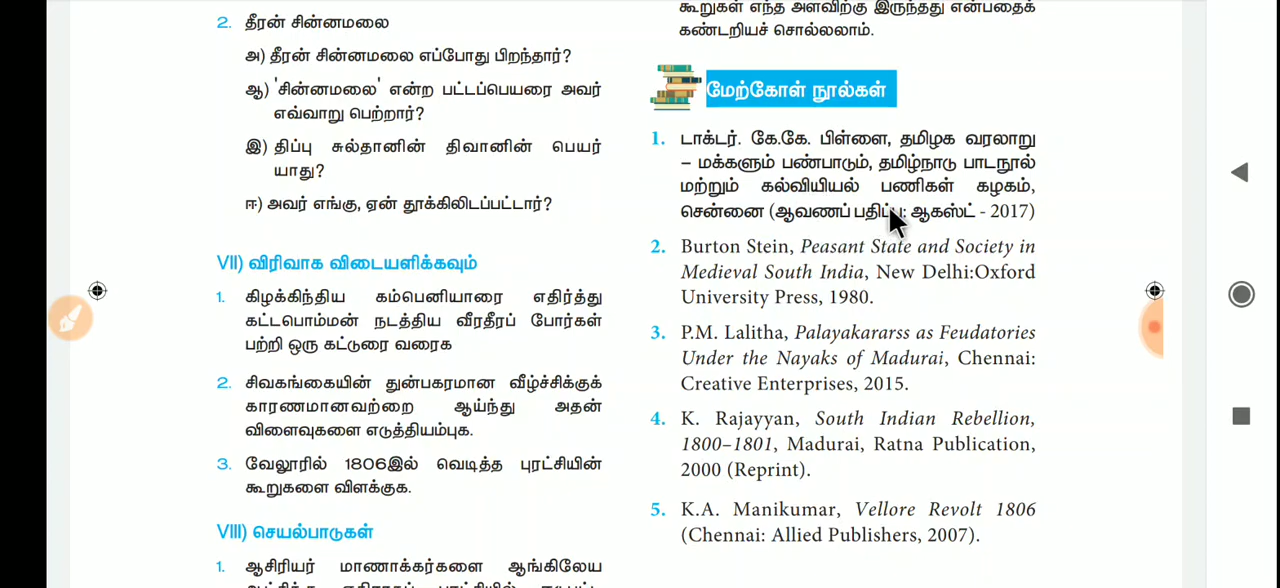 2. தீரன் சின்னமலை
அ) தீரன் சின்னமலை எப்போது பிறந்தார்?
ஆ) 'சின்னமலை' என்ற பட்டப்பெயரை அவர்
எவ்வாறு பெற்றார்?
இ) திப்பு சுல்தானின் திவானின் பெயர்
யாது?
ஈ) அவர் எங்கு, ஏன் தூக்கிலிடப்பட்டார்?
VII) விரிவாக விடையளிக்கவும்
1. கிழக்கிந்திய கம்பெனியாரை எதிர்த்து
கட்டபொம்மன் நடத்திய வீரதீரப் போர்கள்
பற்றி ஒரு கட்டுரை வரைக
2. சிவகங்கையின் துன்பகரமான வீழ்ச்சிக்குக்
காரணமானவற்றை ஆய்ந்து அதன்
விளைவுகளை எடுத்தியம்புக.
3. வேலூரில் 1806இல் வெடித்த புரட்சியின்
கூறுகளை விளக்குக.
VIII) செயல்பாடுகள்
1. ஆசிரியர் மாணாக்கர்களை ஆங்கிலேய
கூறுகள் எந்த அளவிற்கு இருந்தது என்பதைக்
கண்டறியச் சொல்லலாம்.
மேற்கோள் நூல்கள்
1. டாக்டர். கே.கே. பிள்ளை, தமிழக வரலாறு
– மக்களும் பண்பாடும், தமிழ்நாடு பாடநூல்
மற்றும் கல்வியியல் பணிகள் கழகம்,
சென்னை (ஆவணப் பதிப்பு: ஆகஸ்ட் - 2017)
2. Burton Stein, Peasant State and Society in
Medieval South India, New Delhi:Oxford
University Press, 1980.
3. P.M. Lalitha, Palayakararss as Feudatories
Under the Nayaks of Madurai, Chennai:
Creative Enterprises, 2015.
4. K. Rajayyan, South Indian Rebellion,
1800–1801, Madurai, Ratna Publication,
2000 (Reprint).
5. K.A. Manikumar, Vellore Revolt 1806
(Chennai: Allied Publishers, 2007).